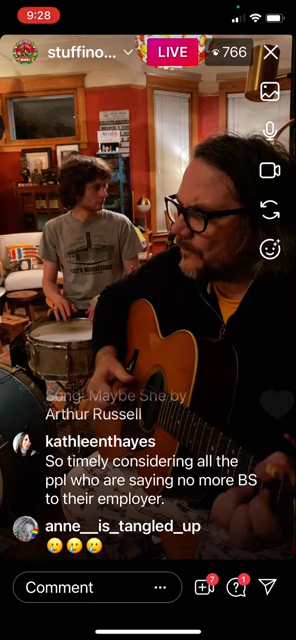 9:28
stuffino...
LIVE
766
Song: Maybe She by
Arthur Russell
kathleenthayes
So timely considering all the
ppl who are saying no more BS
to their employer.
anne__is_tangled_up
🥲🥲🥲
Comment
7
1